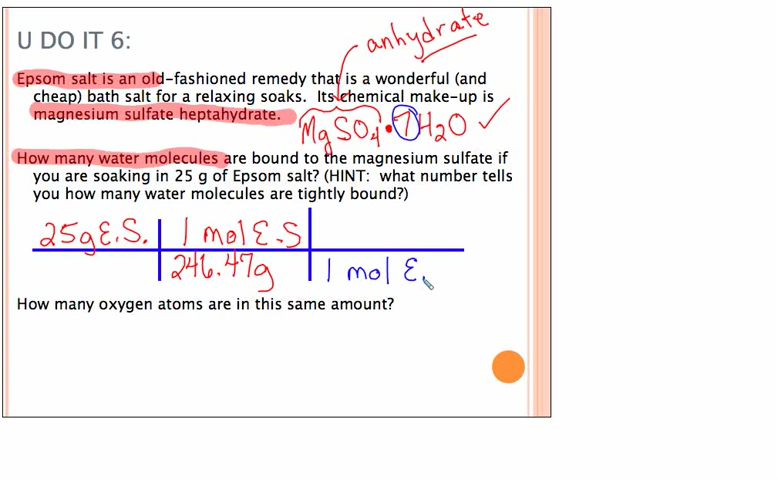 U DO IT 6:
anhydrate
Epsom salt is an old-fashioned remedy that is a wonderful (and
cheap) bath salt for a relaxing soaks. Its chemical make-up is
magnesium sulfate heptahydrate. MgSO4•7H2O ✓
How many water molecules are bound to the magnesium sulfate if
you are soaking in 25 g of Epsom salt? (HINT: what number tells
you how many water molecules are tightly bound?)
25g E.S. 1 mol E.S
246.47g 1 mol E.
How many oxygen atoms are in this same amount?